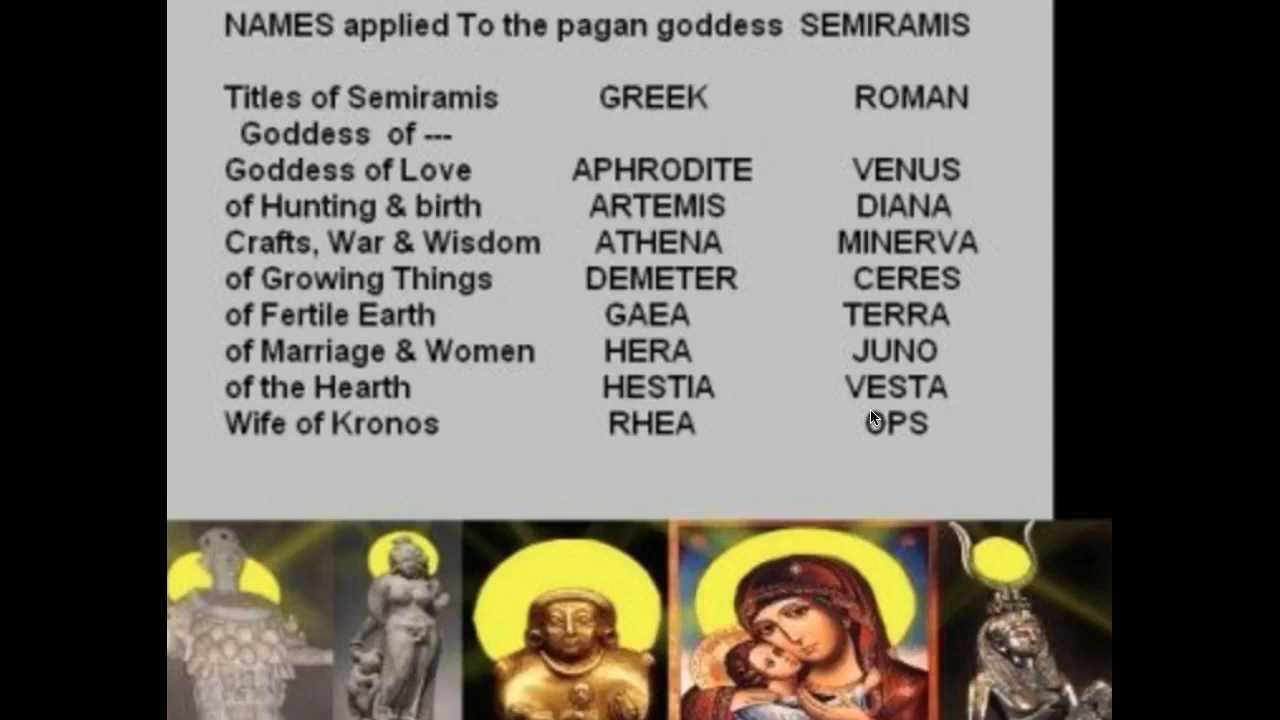 NAMES applied To the pagan goddess SEMIRAMIS
Titles of Semiramis GREEK ROMAN
Goddess of ---
Goddess of Love APHRODITE VENUS
of Hunting & birth ARTEMIS DIANA
Crafts, War & Wisdom ATHENA MINERVA
of Growing Things DEMETER CERES
of Fertile Earth GAEA TERRA
of Marriage & Women HERA JUNO
of the Hearth HESTIA VESTA
Wife of Kronos RHEA OPS